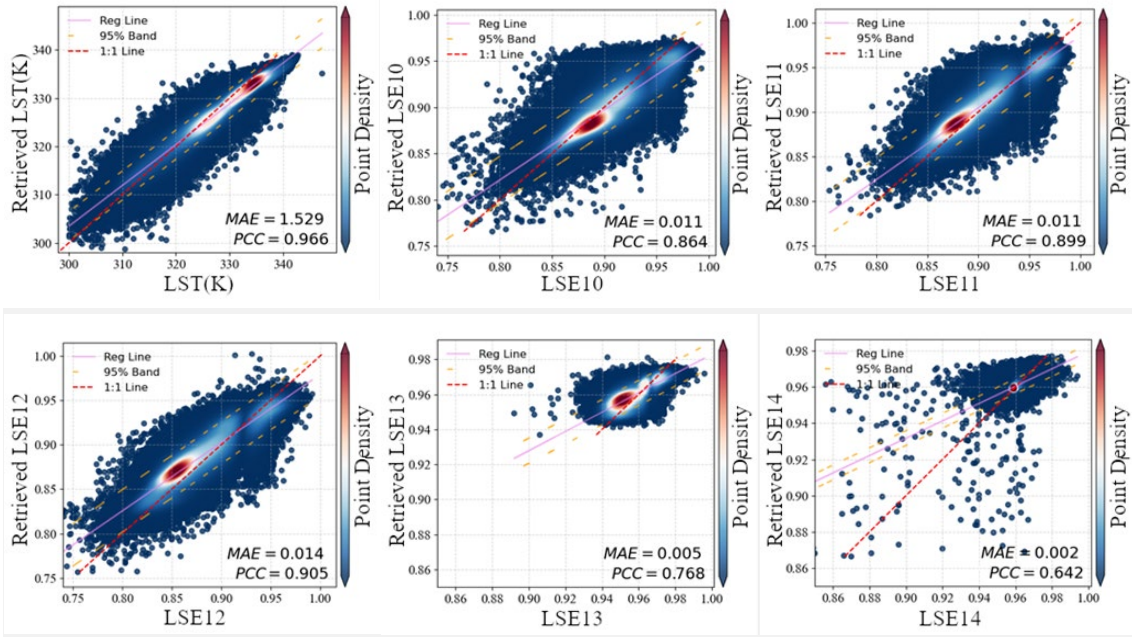 Reg Line
95% Band
1:1 Line
340
330
320
310
300
Retrieved LST(K)
MAE = 1.529
PCC = 0.966
300 310 320 330 340
LST(K)
Point Density
Reg Line
95% Band
1:1 Line
1.00
0.95
0.90
0.85
0.80
0.75
Retrieved LSE10
MAE = 0.011
PCC = 0.864
0.75 0.80 0.85 0.90 0.95 1.00
LSE10
Point Density
Reg Line
95% Band
1:1 Line
1.00
0.95
0.90
0.85
0.80
0.75
Retrieved LSE11
MAE = 0.011
PCC = 0.899
0.75 0.80 0.85 0.90 0.95 1.00
LSE11
Point Density
Reg Line
95% Band
1:1 Line
1.00
0.95
0.90
0.85
0.80
0.75
Retrieved LSE12
MAE = 0.014
PCC = 0.905
0.75 0.80 0.85 0.90 0.95 1.00
LSE12
Point Density
Reg Line
95% Band
1:1 Line
0.98
0.96
0.94
0.92
0.90
0.88
0.86
Retrieved LSE13
MAE = 0.005
PCC = 0.768
0.86 0.88 0.90 0.92 0.94 0.96 0.98 1.00
LSE13
Point Density
Reg Line
95% Band
1:1 Line
0.98
0.96
0.94
0.92
0.90
0.88
0.86
Retrieved LSE14
MAE = 0.002
PCC = 0.642
0.86 0.88 0.90 0.92 0.94 0.96 0.98 1.00
LSE14
Point Density